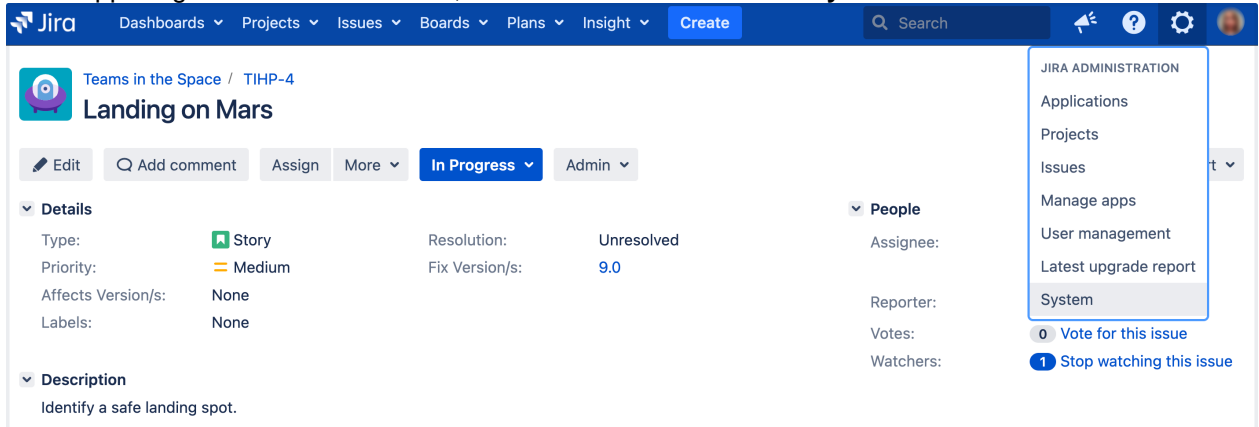 Jira Dashboards Projects Issues Boards Plans Insight Create Search
JIRA ADMINISTRATION
Applications
Projects
Issues
Manage apps
User management
Latest upgrade report
System
Teams in the Space / TIHP-4
Landing on Mars
Edit Add comment Assign More In Progress Admin
Details
Type: Story Resolution: Unresolved
Priority: Medium Fix Version/s: 9.0
Affects Version/s: None
Labels: None
People
Assignee:
Reporter:
Votes: 0 Vote for this issue
Watchers: 1 Stop watching this issue
Description
Identify a safe landing spot.